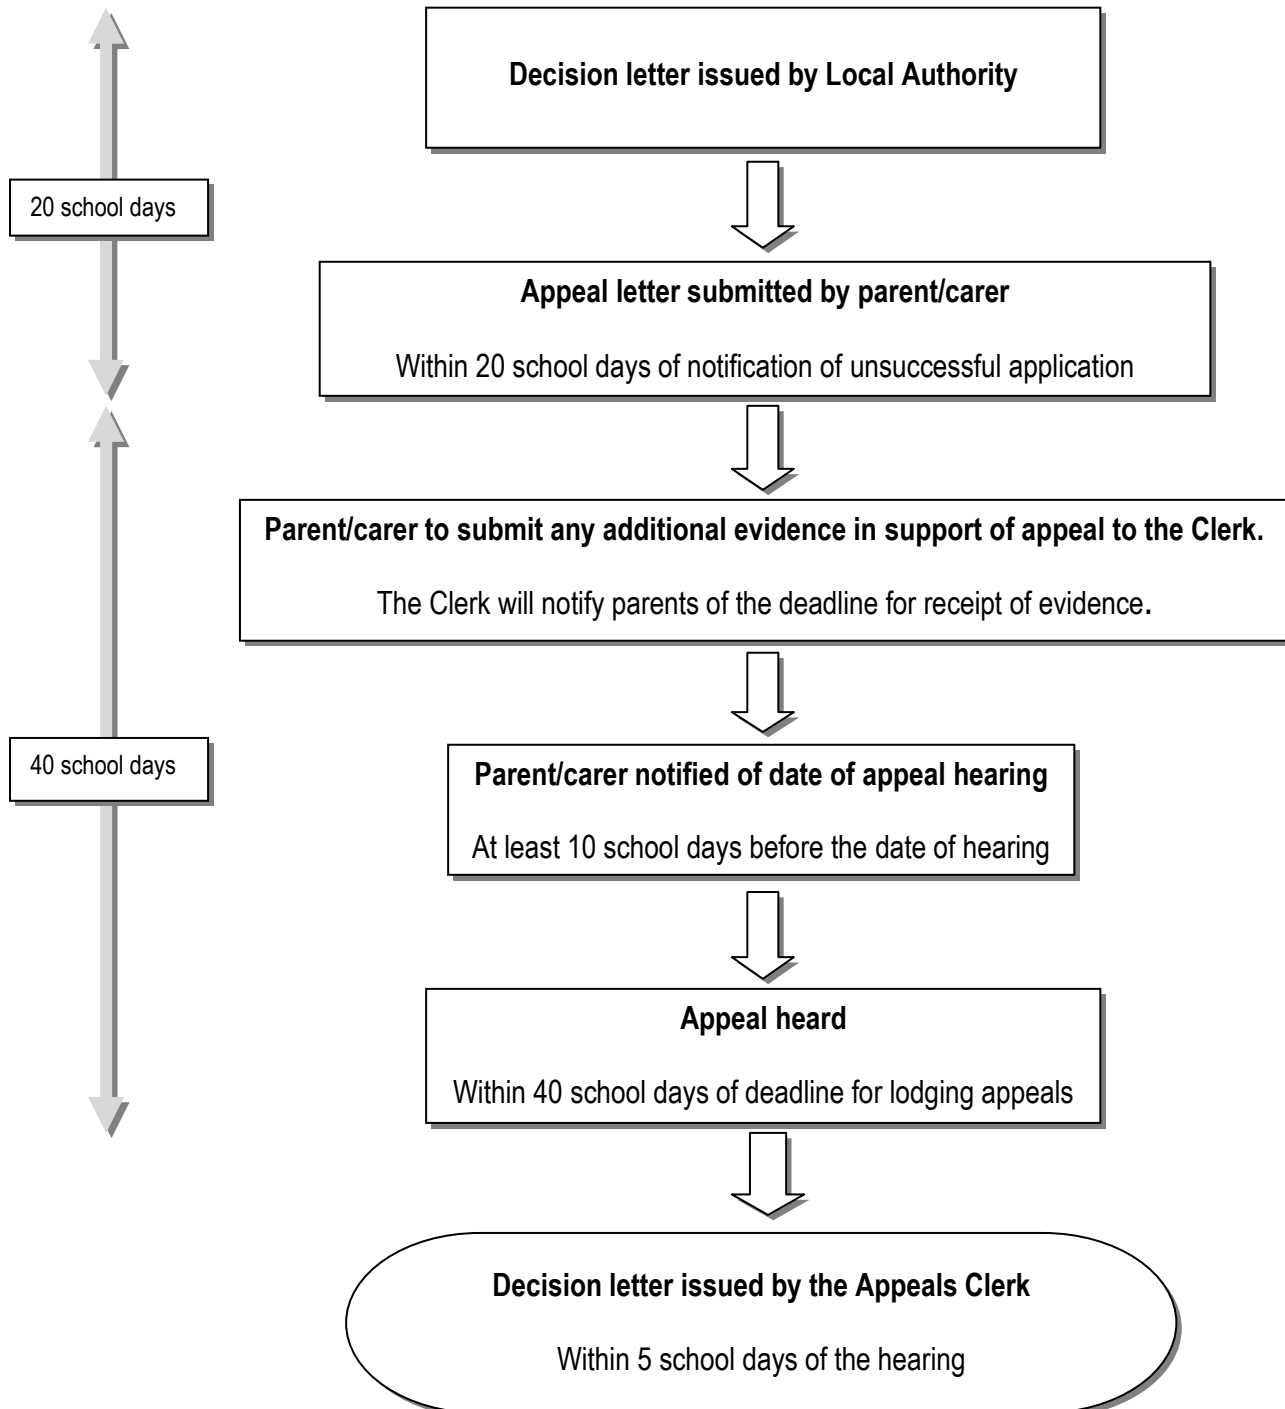 Decision letter issued by Local Authority
20 school days
Appeal letter submitted by parent/carer
Within 20 school days of notification of unsuccessful application
Parent/carer to submit any additional evidence in support of appeal to the Clerk.
The Clerk will notify parents of the deadline for receipt of evidence.
40 school days
Parent/carer notified of date of appeal hearing
At least 10 school days before the date of hearing
Appeal heard
Within 40 school days of deadline for lodging appeals
Decision letter issued by the Appeals Clerk
Within 5 school days of the hearing